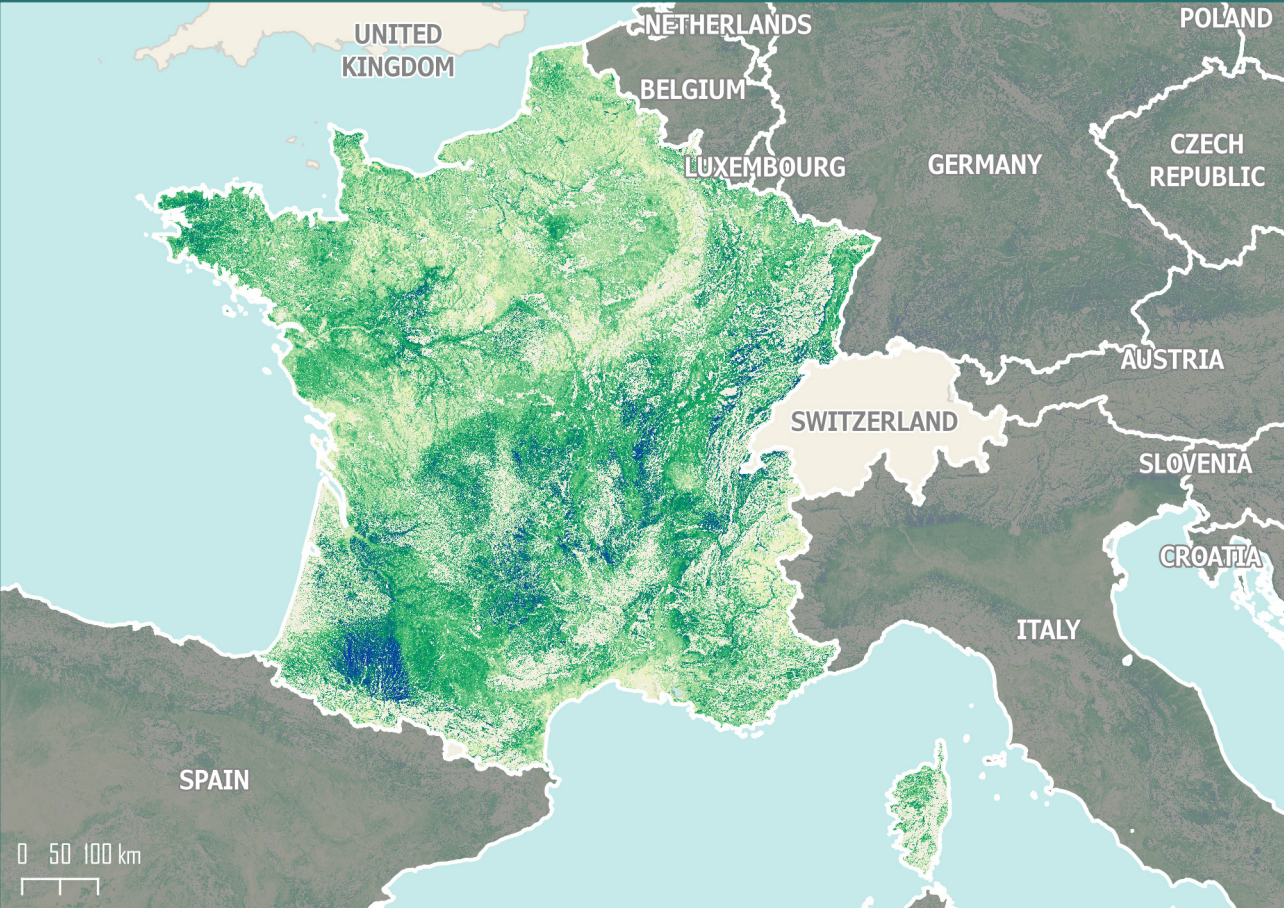 UNITED
KINGDOM
NETHERLANDS
POLAND
BELGIUM
LUXEMBOURG
GERMANY
CZECH
REPUBLIC
AUSTRIA
SWITZERLAND
SLOVENIA
CROATIA
ITALY
SPAIN
0 50 100 km